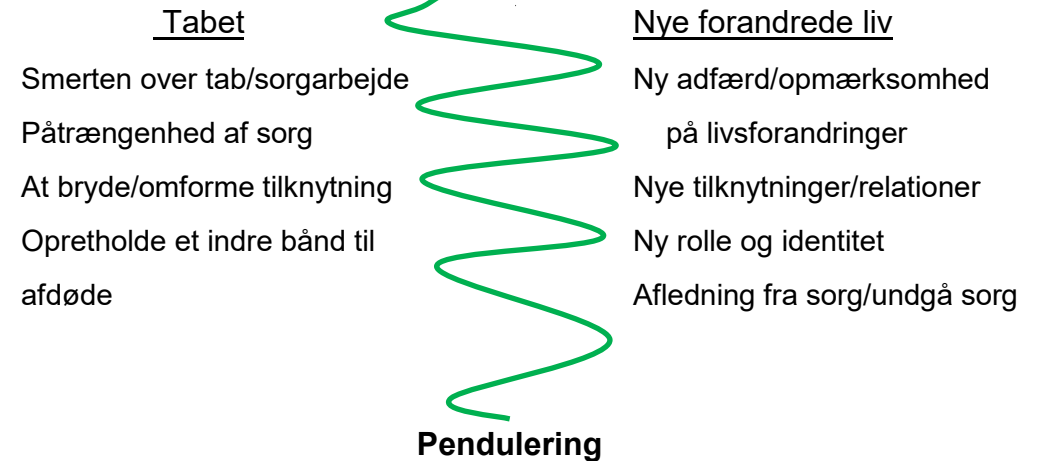 Tabet
Smerten over tab/sorgarbejde
Påtrængenhed af sorg
At bryde/omforme tilknytning
Opretholde et indre bånd til
afdøde
Nye forandrede liv
Ny adfærd/opmærksomhed
på livsforandringer
Nye tilknytninger/relationer
Ny rolle og identitet
Afledning fra sorg/undgå sorg
Pendulering